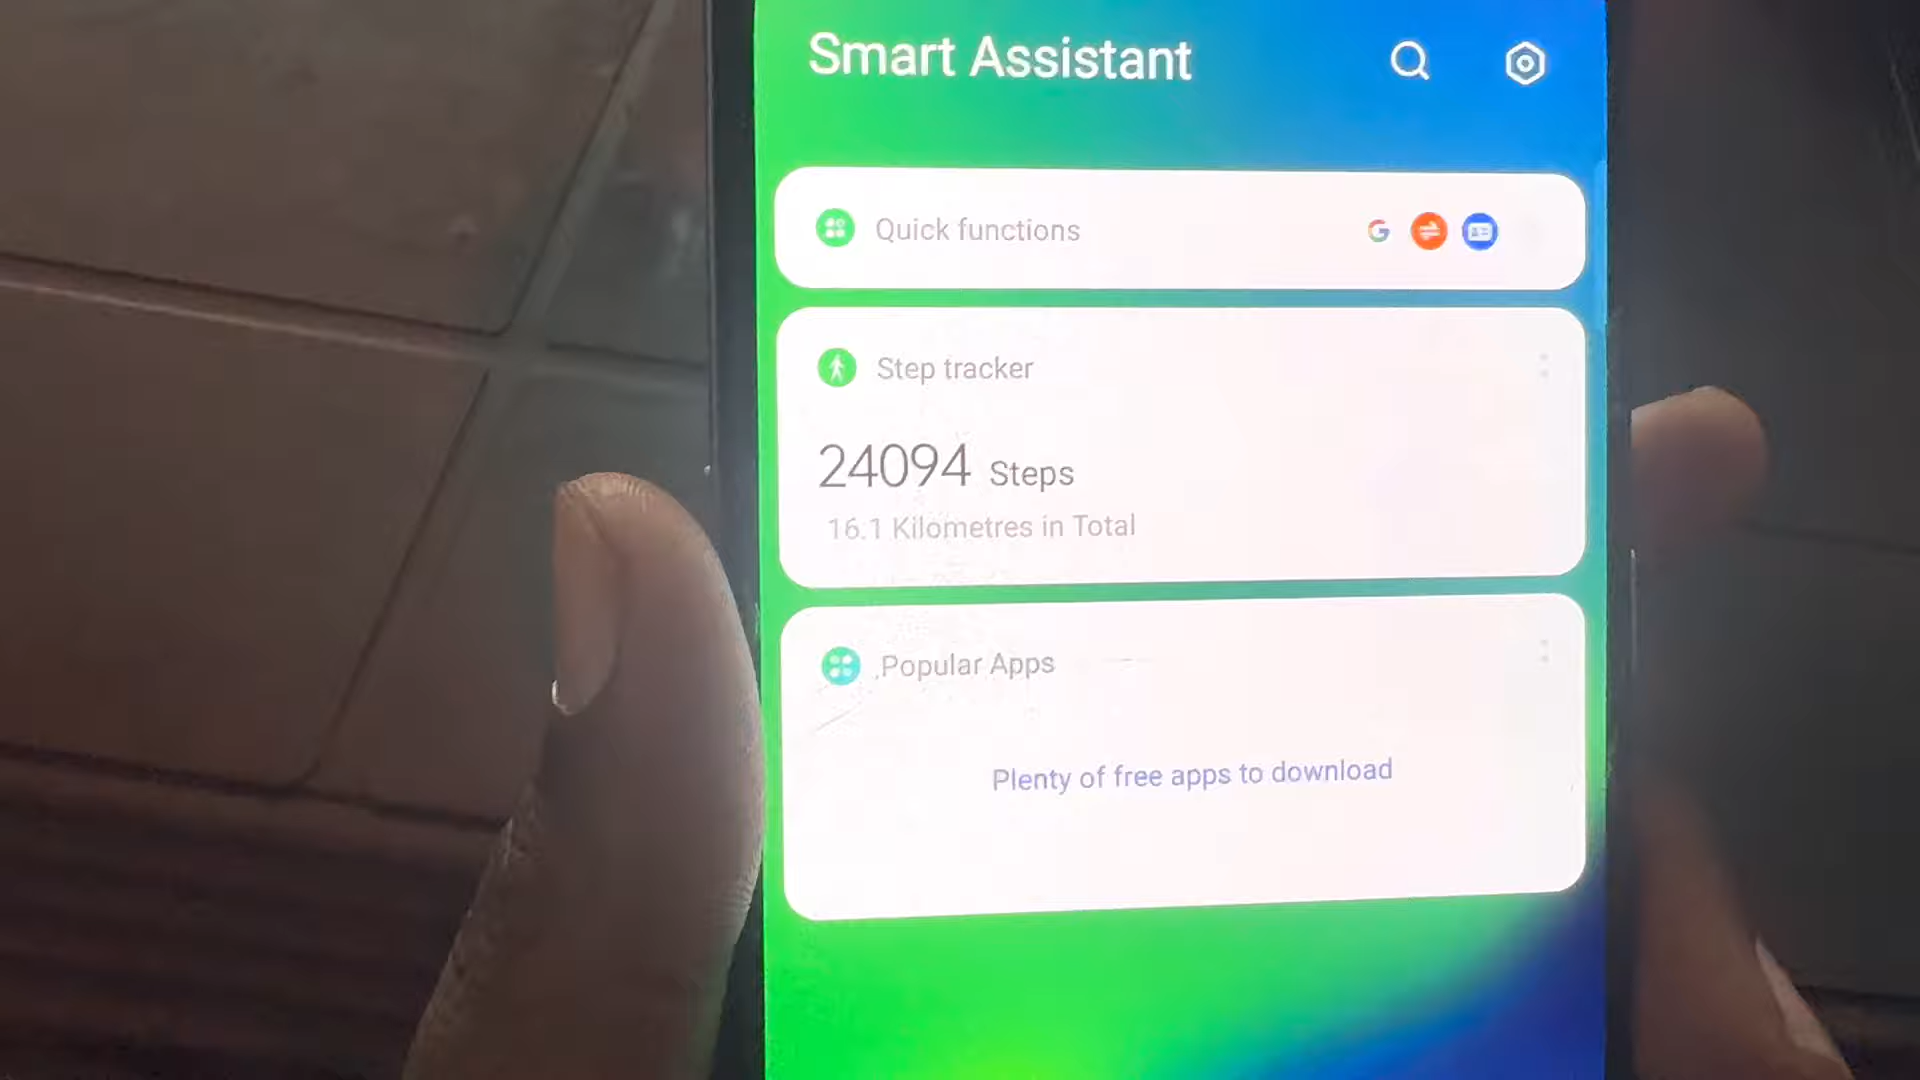 Smart Assistant
Quick functions
G
Step tracker
24094 Steps
16.1 Kilometres in Total
Popular Apps
Plenty of free apps to download